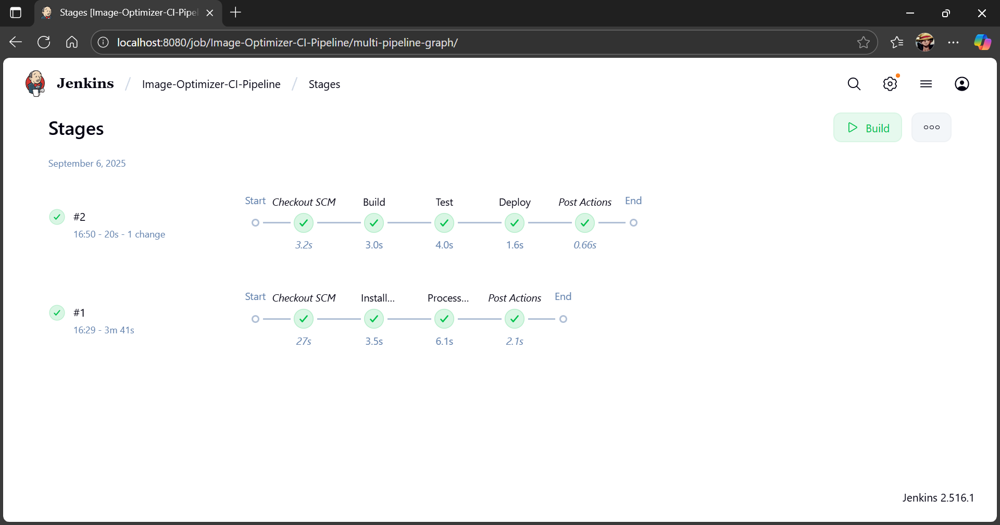 Stages [Image-Optimizer-CI-Pipel
localhost:8080/job/Image-Optimizer-CI-Pipeline/multi-pipeline-graph/
Jenkins / Image-Optimizer-CI-Pipeline / Stages
Stages
Build
September 6, 2025
Start Checkout SCM Build Test Deploy Post Actions End
#2
16:50 - 20s - 1 change
3.2s 3.0s 4.0s 1.6s 0.66s
Start Checkout SCM Install... Process... Post Actions End
#1
16:29 - 3m 41s
27s 3.5s 6.1s 2.1s
Jenkins 2.516.1